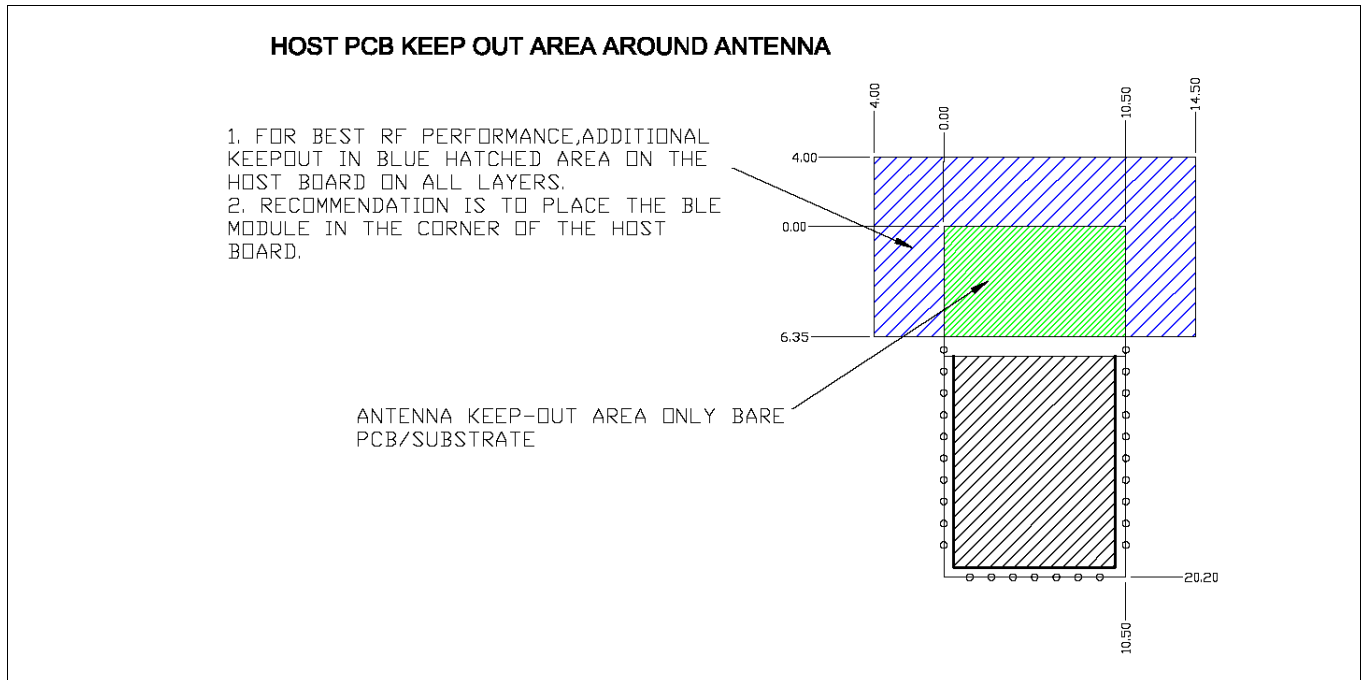 HOST PCB KEEP OUT AREA AROUND ANTENNA
1. FOR BEST RF PERFORMANCE,ADDITIONAL
KEEPOUT IN BLUE HATCHED AREA ON THE
HOST BOARD ON ALL LAYERS.
2. RECOMMENDATION IS TO PLACE THE BLE
MODULE IN THE CORNER OF THE HOST
BOARD.
4.00
0.00
10.50
14.50
4.00
0.00
6.35
ANTENNA KEEP-OUT AREA ONLY BARE
PCB/SUBSTRATE
20.20
10.50